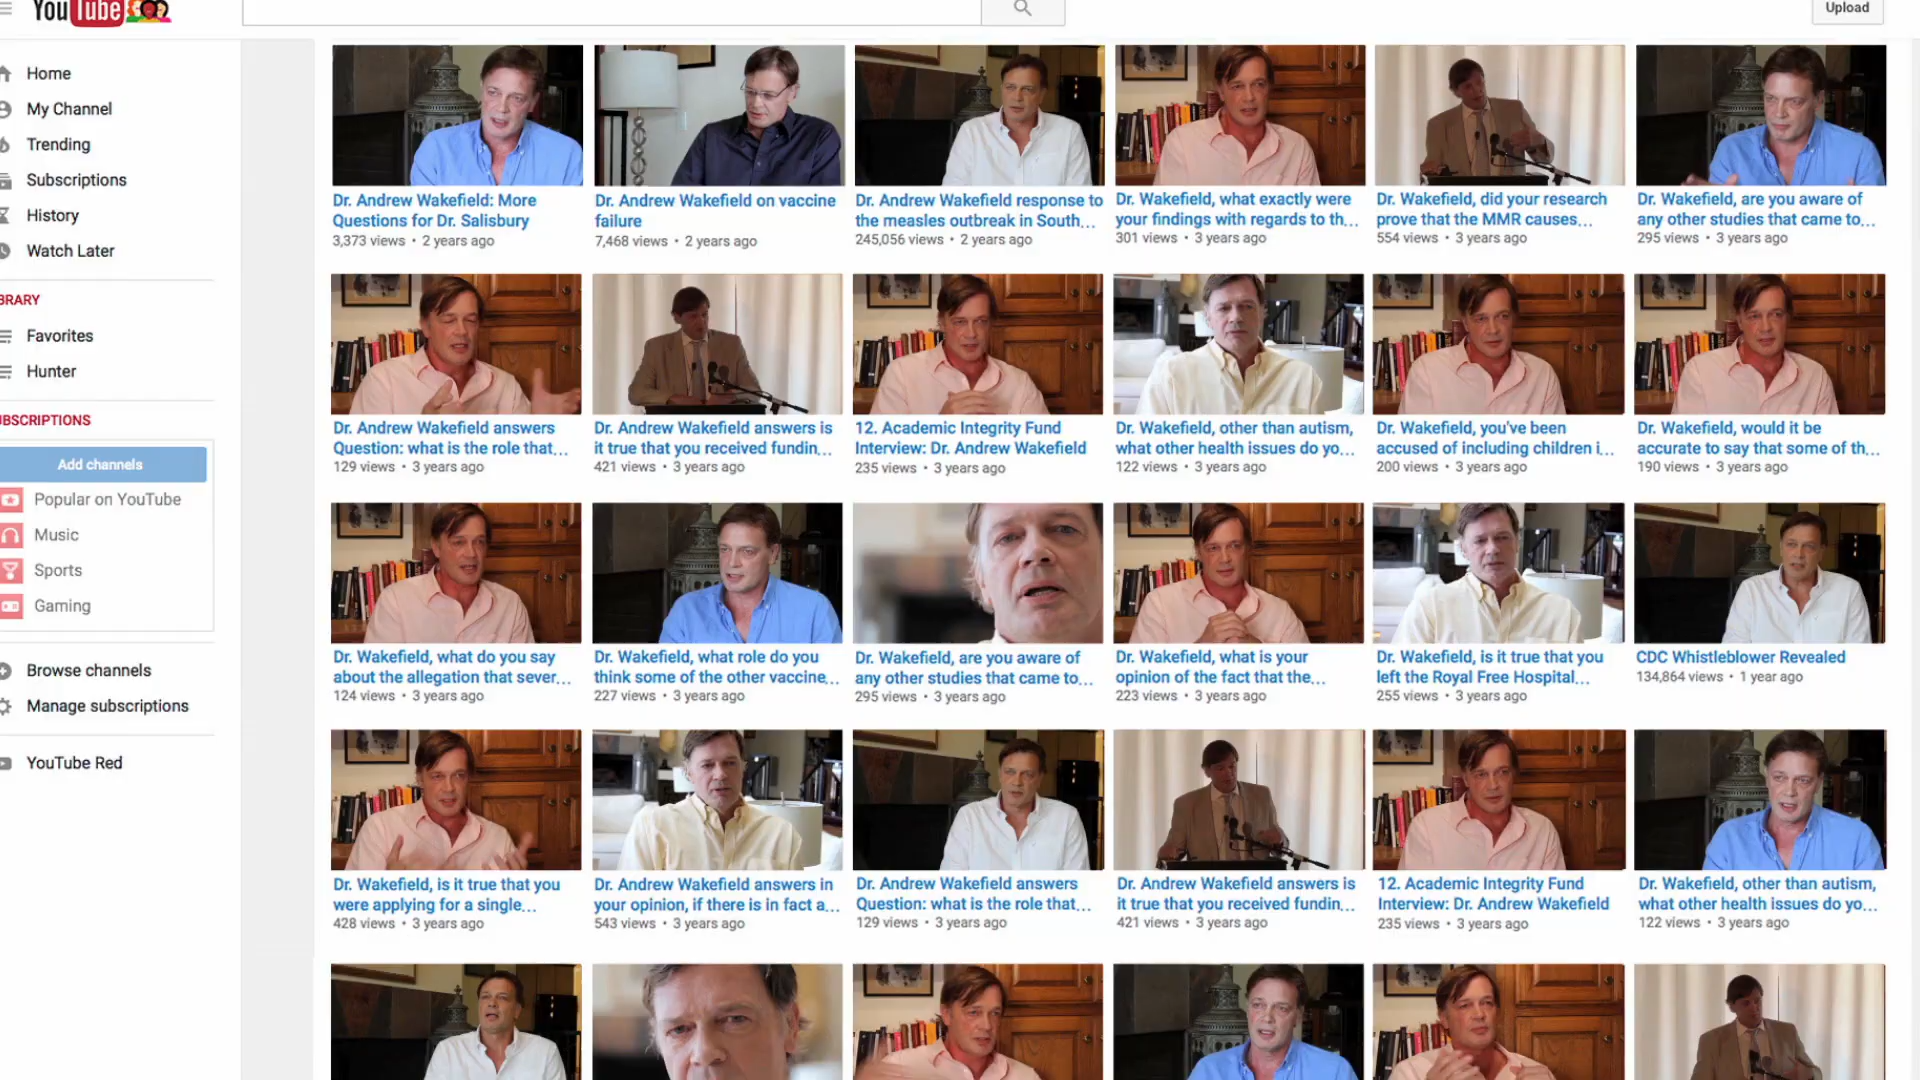 YouTube
Upload
Home
My Channel
Trending
Subscriptions
History
Watch Later
BRARY
Favorites
Hunter
UBSCRIPTIONS
Add channels
Popular on YouTube
Music
Sports
Gaming
Browse channels
Manage subscriptions
YouTube Red
Dr. Andrew Wakefield: More
Questions for Dr. Salisbury
3,373 views • 2 years ago
Dr. Andrew Wakefield on vaccine
failure
7,468 views • 2 years ago
Dr. Andrew Wakefield response to
the measles outbreak in South...
245,056 views • 2 years ago
Dr. Wakefield, what exactly were
your findings with regards to th...
301 views • 3 years ago
Dr. Wakefield, did your research
prove that the MMR causes...
554 views • 3 years ago
Dr. Wakefield, are you aware of
any other studies that came to...
295 views • 3 years ago
Dr. Andrew Wakefield answers
Question: what is the role that...
129 views • 3 years ago
Dr. Andrew Wakefield answers is
it true that you received fundin...
421 views • 3 years ago
12. Academic Integrity Fund
Interview: Dr. Andrew Wakefield
235 views • 3 years ago
Dr. Wakefield, other than autism,
what other health issues do yo...
122 views • 3 years ago
Dr. Wakefield, you've been
accused of including children i...
200 views • 3 years ago
Dr. Wakefield, would it be
accurate to say that some of th...
190 views • 3 years ago
Dr. Wakefield, what do you say
about the allegation that sever...
124 views • 3 years ago
Dr. Wakefield, what role do you
think some of the other vaccine...
227 views • 3 years ago
Dr. Wakefield, are you aware of
any other studies that came to...
295 views • 3 years ago
Dr. Wakefield, what is your
opinion of the fact that the...
223 views • 3 years ago
Dr. Wakefield, is it true that you
left the Royal Free Hospital...
255 views • 3 years ago
CDC Whistleblower Revealed
134,864 views • 1 year ago
Dr. Wakefield, is it true that you
were applying for a single...
428 views • 3 years ago
Dr. Andrew Wakefield answers in
your opinion, if there is in fact a...
543 views • 3 years ago
Dr. Andrew Wakefield answers
Question: what is the role that...
129 views • 3 years ago
Dr. Andrew Wakefield answers is
it true that you received fundin...
421 views • 3 years ago
12. Academic Integrity Fund
Interview: Dr. Andrew Wakefield
235 views • 3 years ago
Dr. Wakefield, other than autism,
what other health issues do yo...
122 views • 3 years ago